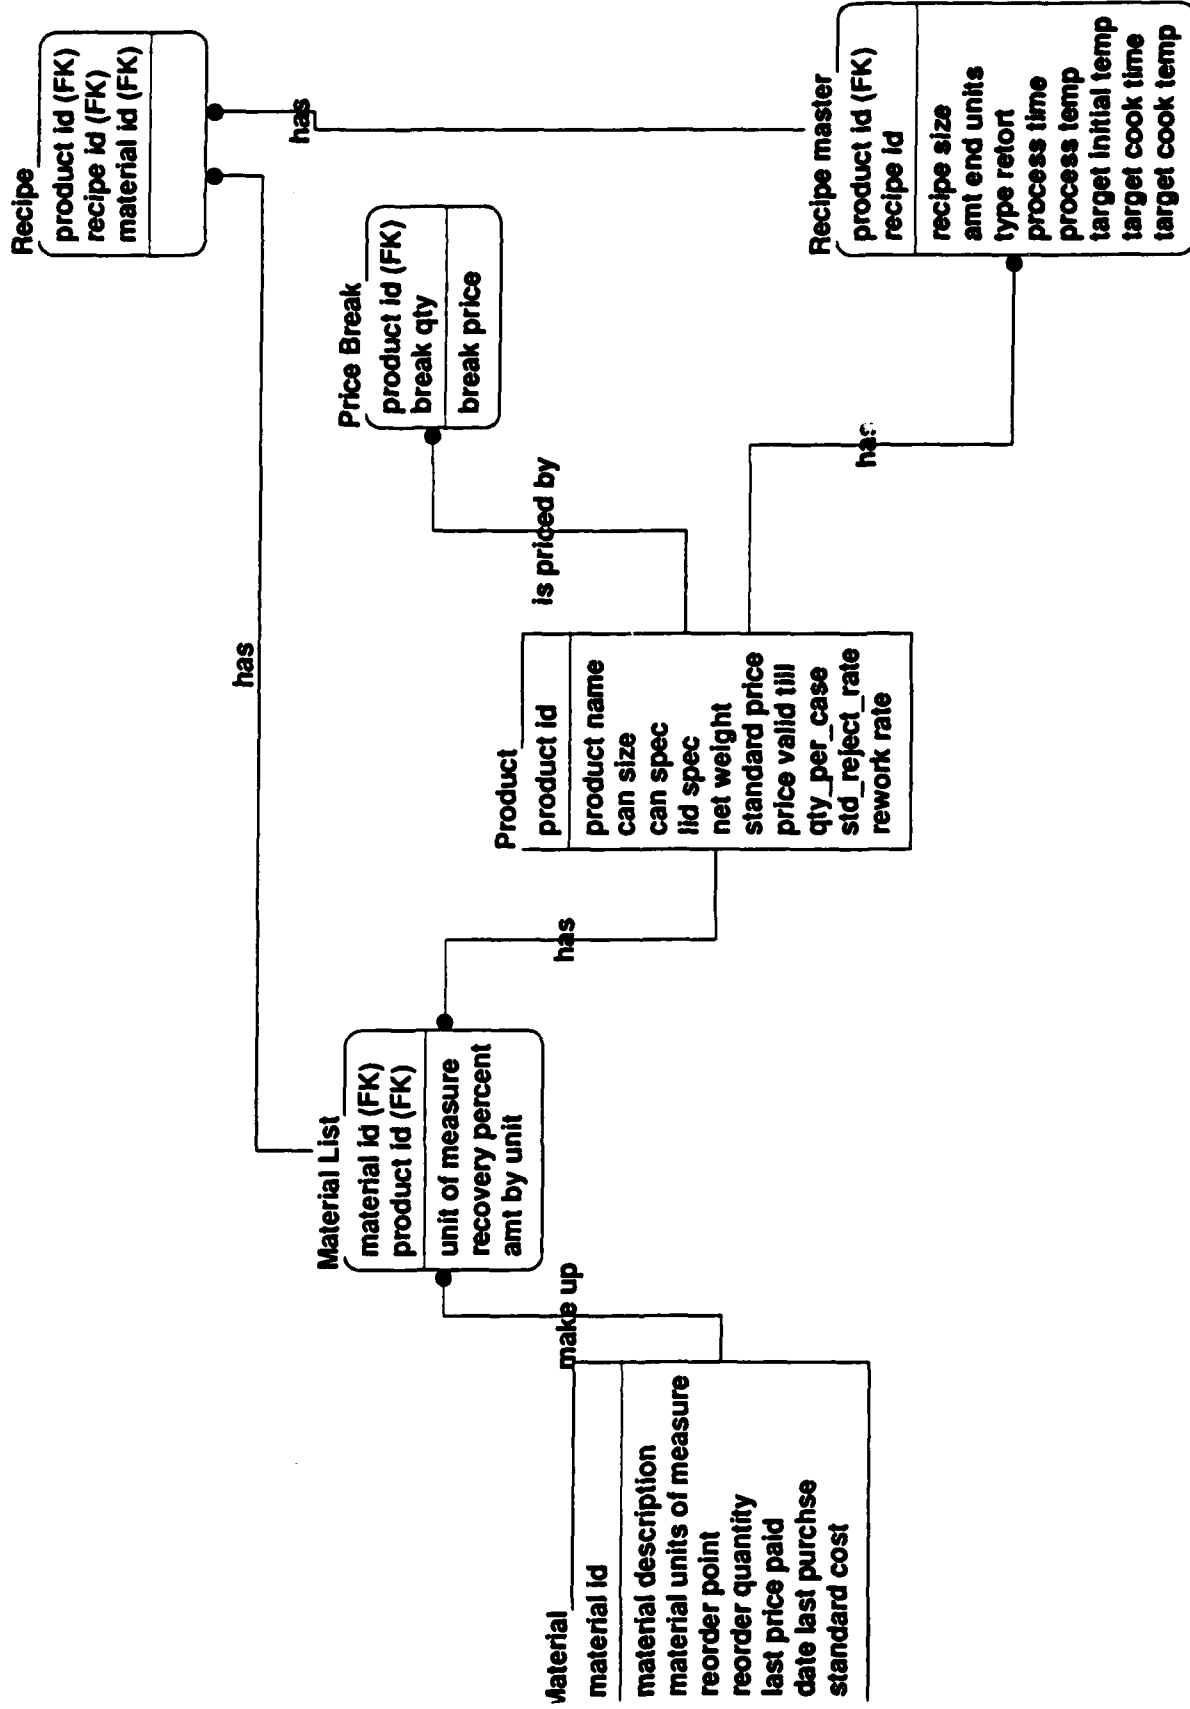 Material
material id
material description
material units of measure
reorder point
reorder quantity
last price paid
date last purchse
standard cost
make up
Material List
material id (FK)
product id (FK)
unit of measure
recovery percent
amt by unit
has
has
Product
product id
product name
can size
can spec
lid spec
net weight
standard price
price valid till
qty_per_case
std_reject_rate
rework rate
is priced by
has
Price Break
product id (FK)
break qty
break price
Recipe
product id (FK)
recipe id (FK)
material id (FK)
has
Recipe master
product id (FK)
recipe id
recipe size
amt end units
type retort
process time
process temp
target initial temp
target cook time
target cook temp